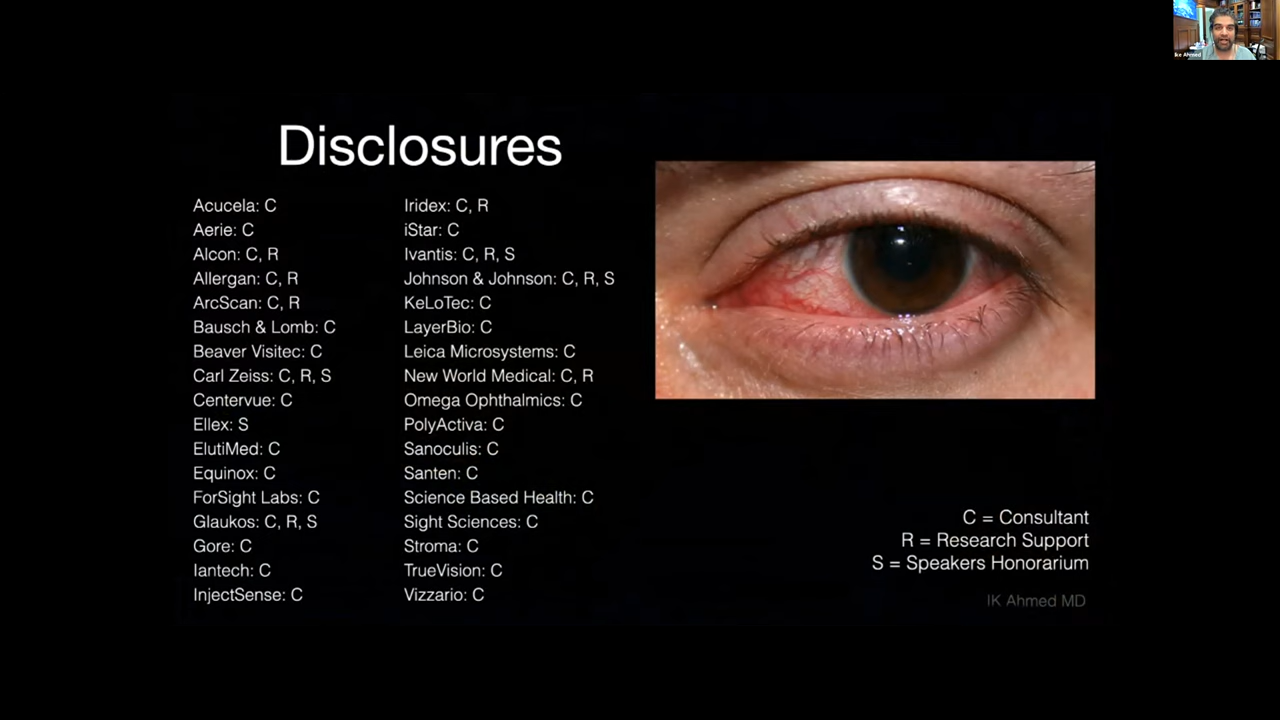 Ike Ahmed
Disclosures
Acucela: C
Aerie: C
Alcon: C, R
Allergan: C, R
ArcScan: C, R
Bausch & Lomb: C
Beaver Visitec: C
Carl Zeiss: C, R, S
Centervue: C
Ellex: S
ElutiMed: C
Equinox: C
ForSight Labs: C
Glaukos: C, R, S
Gore: C
Iantech: C
InjectSense: C
Iridex: C, R
iStar: C
Ivantis: C, R, S
Johnson & Johnson: C, R, S
KeLoTec: C
LayerBio: C
Leica Microsystems: C
New World Medical: C, R
Omega Ophthalmics: C
PolyActiva: C
Sanoculis: C
Santen: C
Science Based Health: C
Sight Sciences: C
Stroma: C
TrueVision: C
Vizzario: C
C = Consultant
R = Research Support
S = Speakers Honorarium
IK Ahmed MD